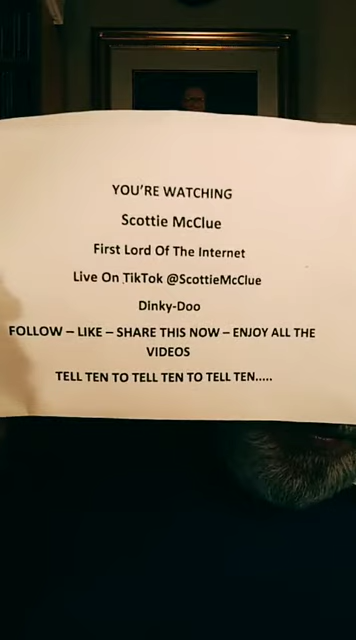 YOU'RE WATCHING
Scottie McClue
First Lord Of The Internet
Live On TikTok @ScottieMcClue
Dinky-Doo
FOLLOW – LIKE – SHARE THIS NOW – ENJOY ALL THE
VIDEOS
TELL TEN TO TELL TEN TO TELL TEN.....